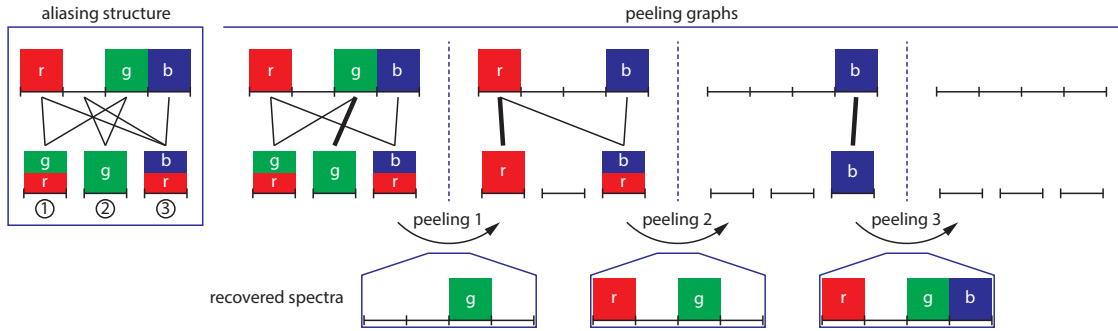 aliasing structure
peeling graphs
r g b r g b r b b
g r g b r g r g b r r b r b
1 2 3
peeling 1 peeling 2 peeling 3
recovered spectra g r g r g b